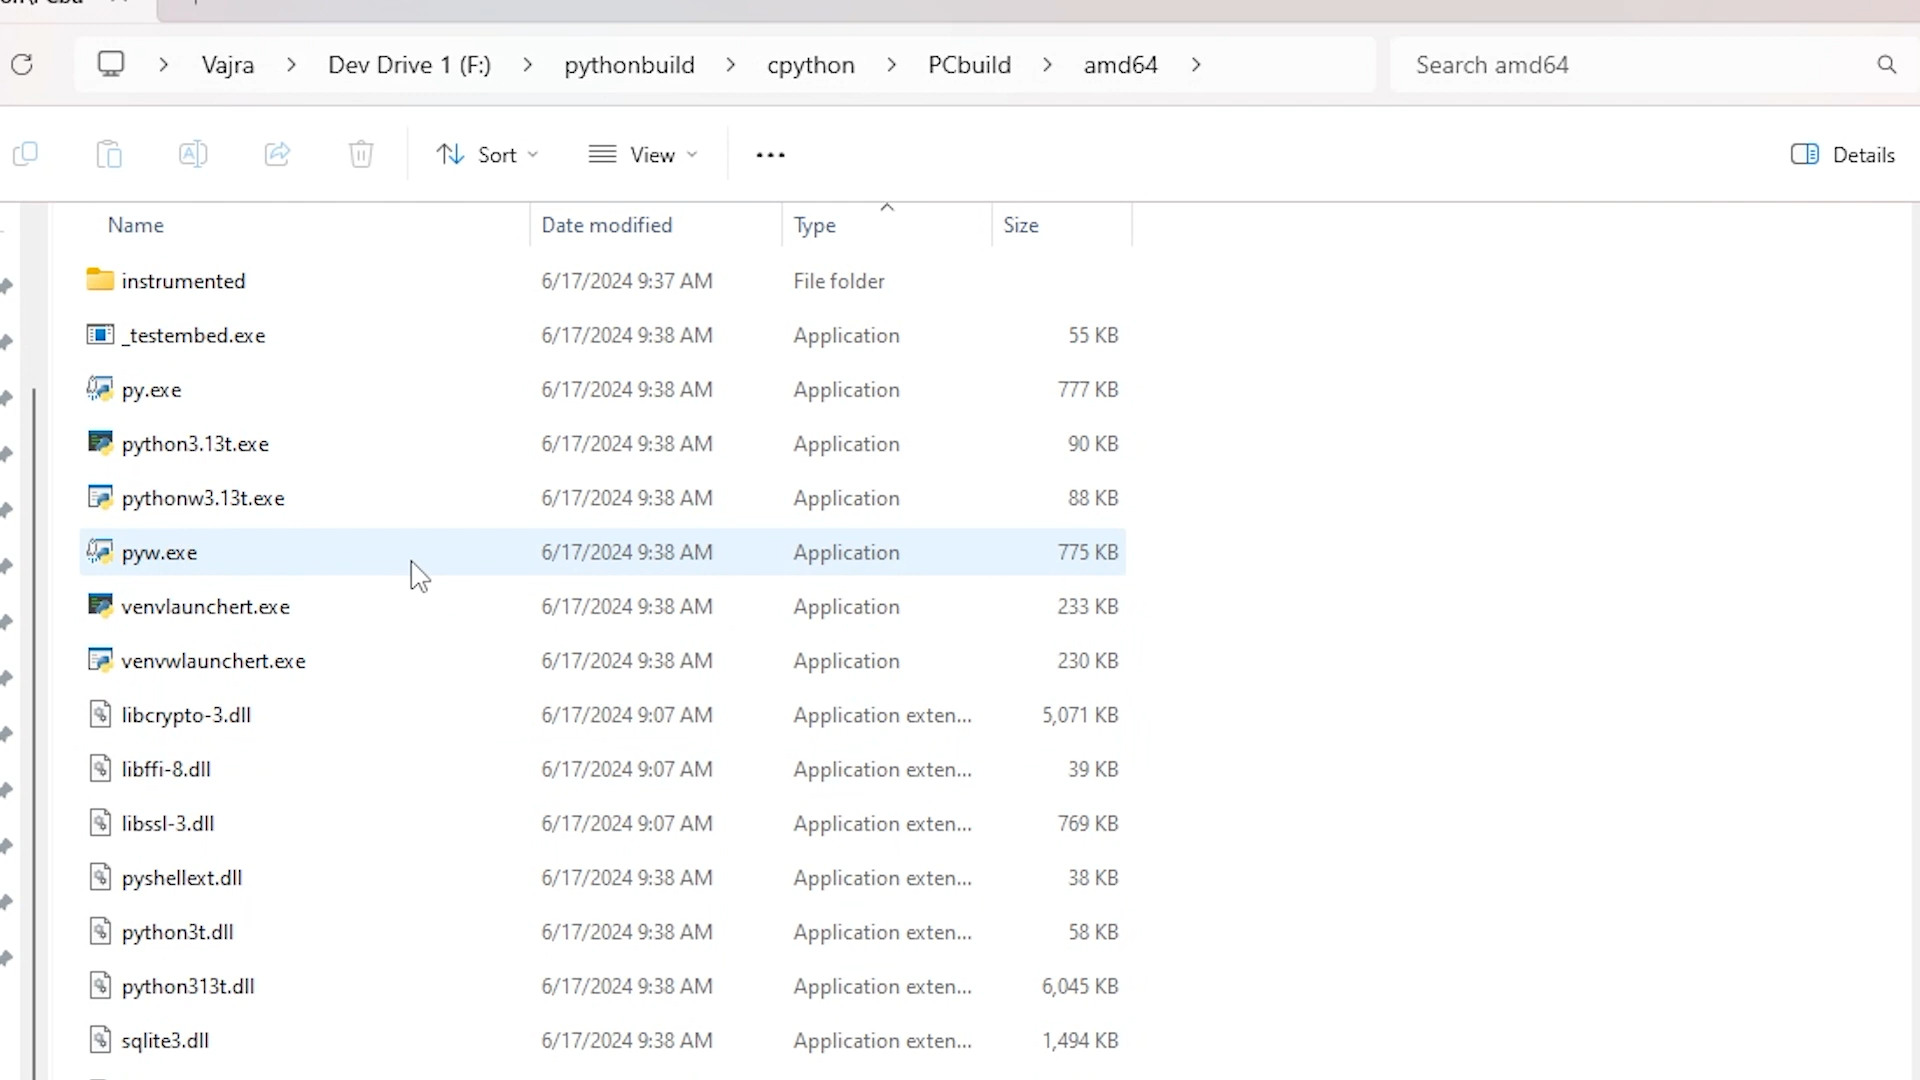 Vajra > Dev Drive 1 (F:) > pythonbuild > cpython > PCbuild > amd64 > Search amd64
Sort View ••• Details
Name Date modified Type Size
instrumented 6/17/2024 9:37 AM File folder
_testembed.exe 6/17/2024 9:38 AM Application 55 KB
py.exe 6/17/2024 9:38 AM Application 777 KB
python3.13t.exe 6/17/2024 9:38 AM Application 90 KB
pythonw3.13t.exe 6/17/2024 9:38 AM Application 88 KB
pyw.exe 6/17/2024 9:38 AM Application 775 KB
venvlaunchert.exe 6/17/2024 9:38 AM Application 233 KB
venvwlaunchert.exe 6/17/2024 9:38 AM Application 230 KB
libcrypto-3.dll 6/17/2024 9:07 AM Application exten... 5,071 KB
libffi-8.dll 6/17/2024 9:07 AM Application exten... 39 KB
libssl-3.dll 6/17/2024 9:07 AM Application exten... 769 KB
pyshellext.dll 6/17/2024 9:38 AM Application exten... 38 KB
python3t.dll 6/17/2024 9:38 AM Application exten... 58 KB
python313t.dll 6/17/2024 9:38 AM Application exten... 6,045 KB
sqlite3.dll 6/17/2024 9:38 AM Application exten... 1,494 KB